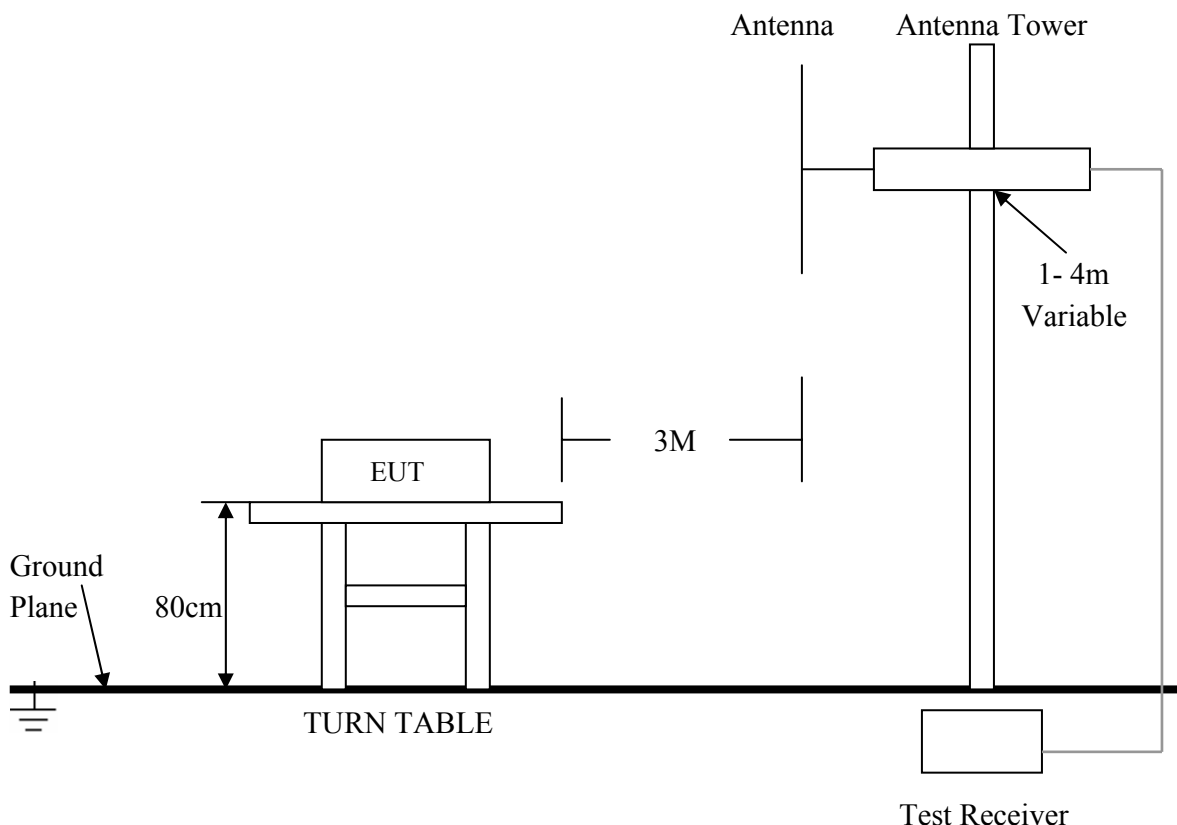 Antenna
Antenna Tower
1- 4m
Variable
3M
EUT
Ground
Plane
80cm
TURN TABLE
Test Receiver